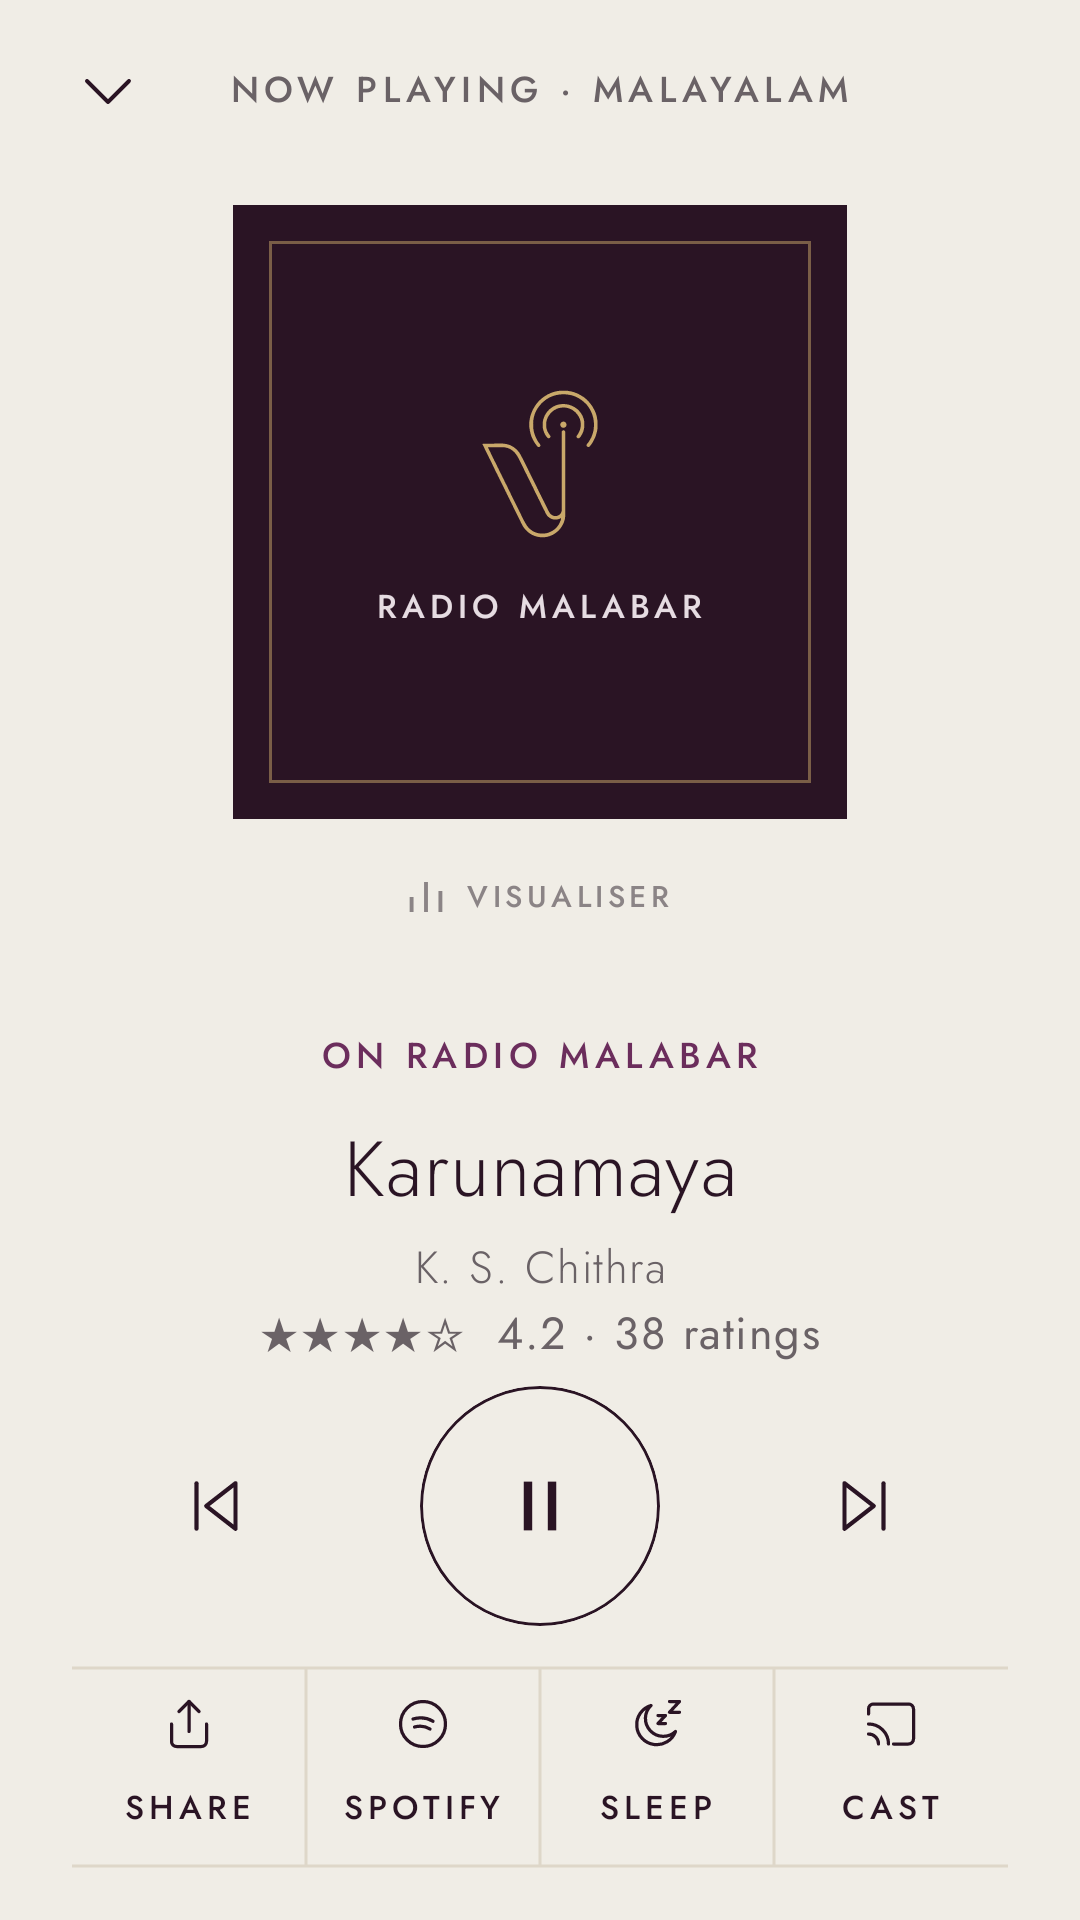 NOW PLAYING · MALAYALAM
RADIO MALABAR
VISUALISER
ON RADIO MALABAR
Karunamaya
K. S. Chithra
★★★★☆ 4.2 · 38 ratings
SHARE SPOTIFY SLEEP CAST